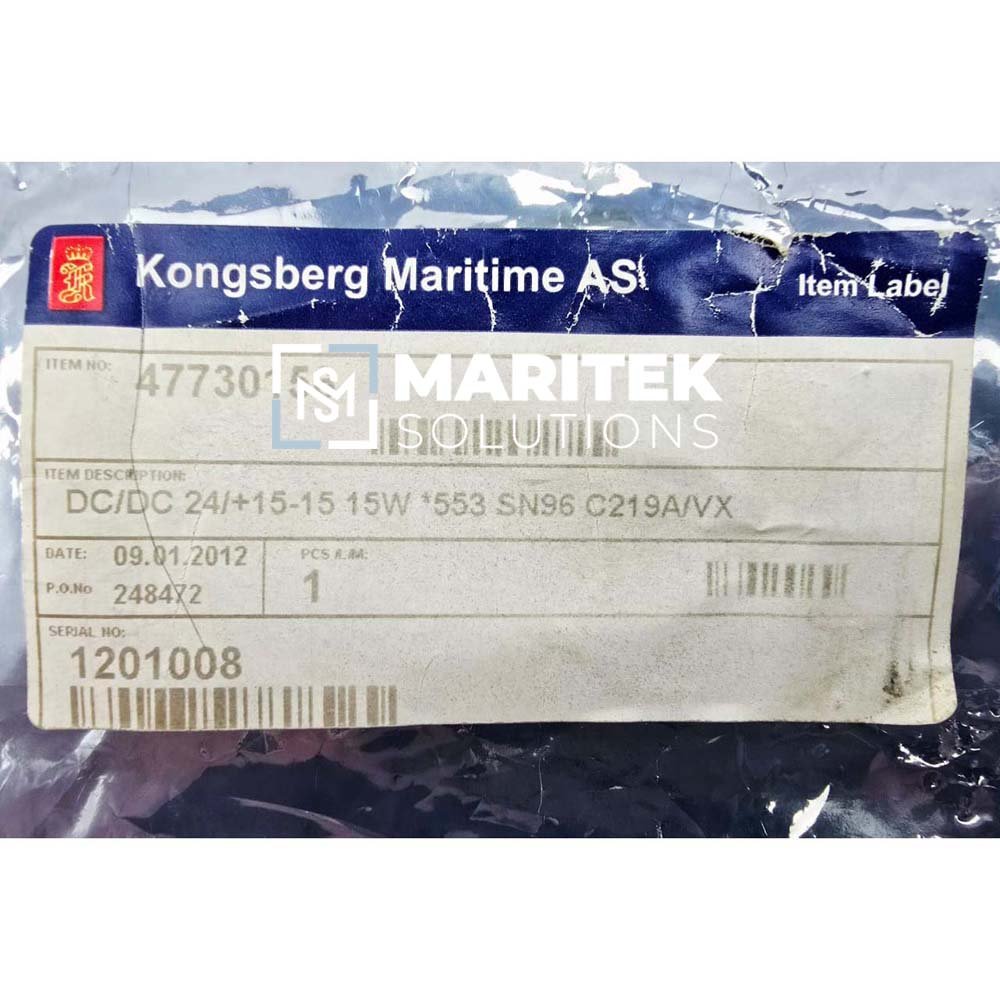 Kongsberg Maritime AS
Item Label
ITEM NO:
MARITEK
SOLUTIONS
ITEM DESCRIPTION:
DC/DC 24/+15-15 15W *553 SN96 C219A/VX
DATE: 09.01.2012
PCS /L/M:
P.O.No 248472
1
SERIAL NO:
1201008